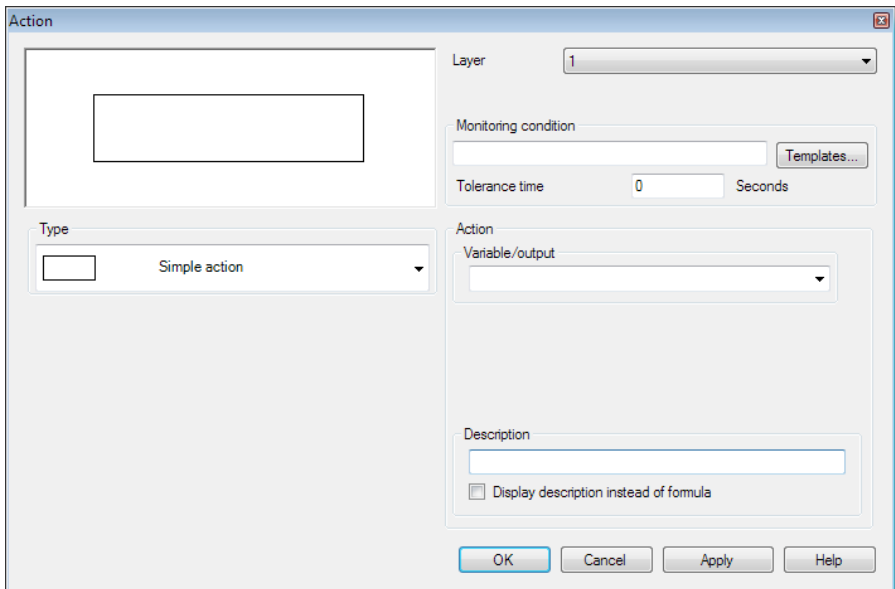 Action
Layer 1
Monitoring condition
Templates...
Tolerance time 0 Seconds
Type
Simple action
Action
Variable/output
Description
Display description instead of formula
OK Cancel Apply Help